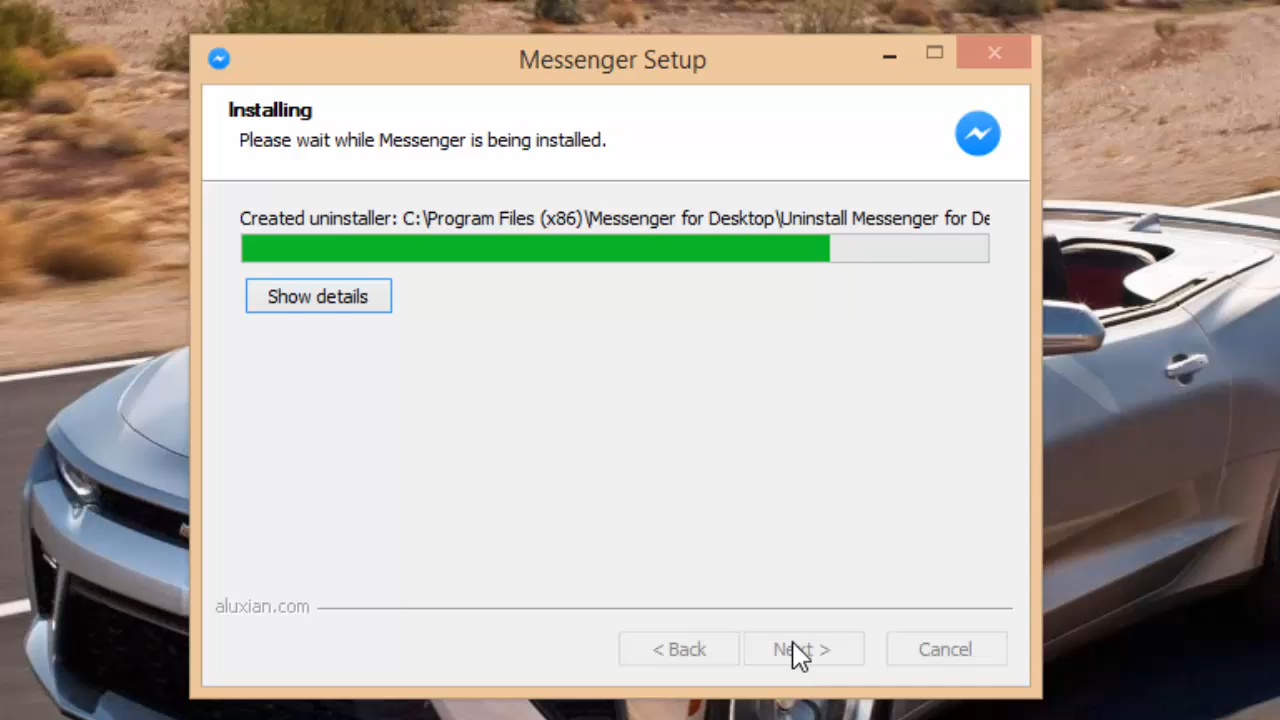 Messenger Setup
Installing
Please wait while Messenger is being installed.
Created uninstaller: C:\Program Files (x86)\Messenger for Desktop\Uninstall Messenger for De
Show details
aluxian.com
< Back
Next >
Cancel